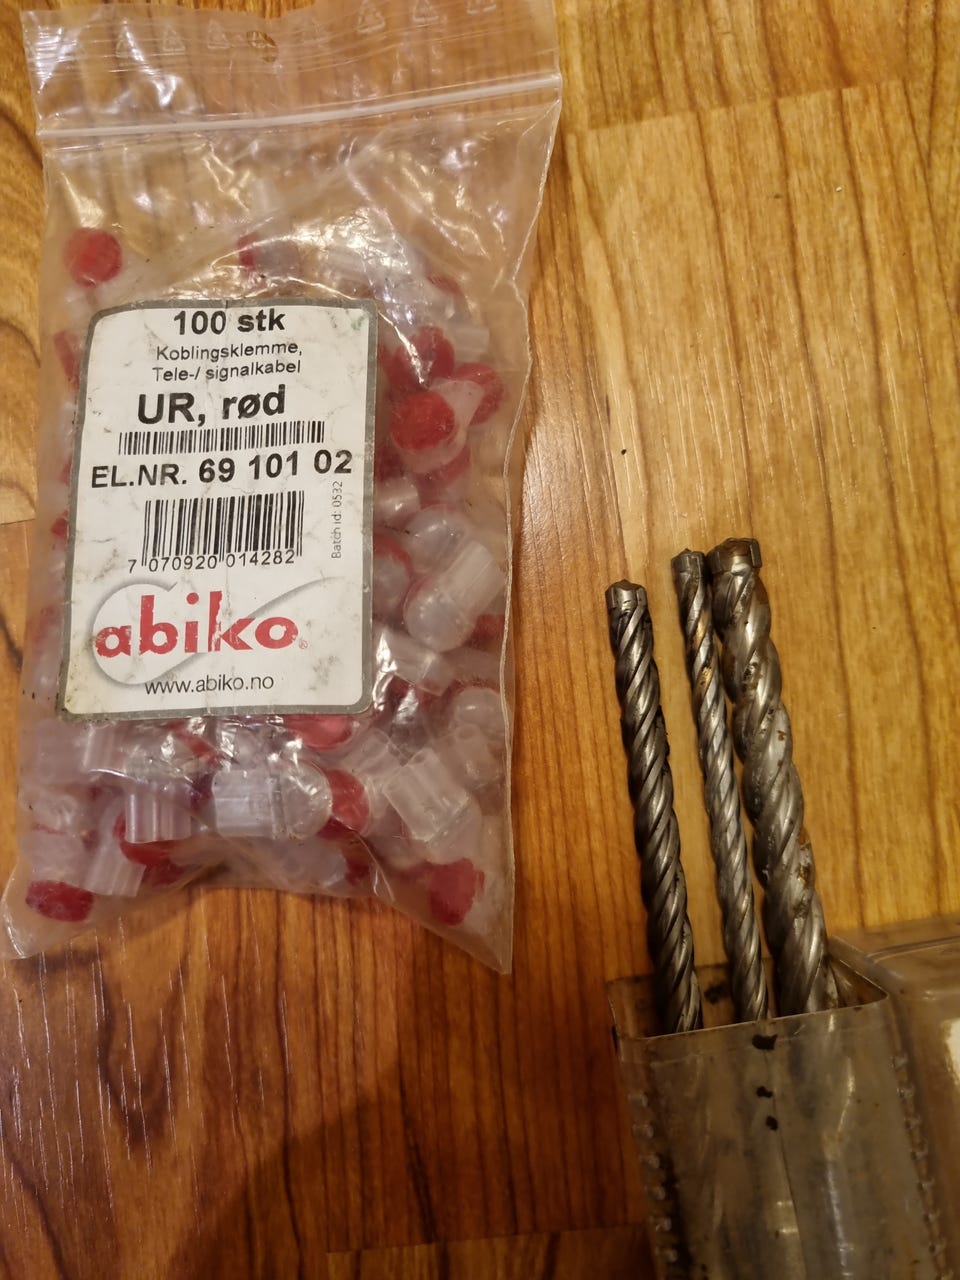 100 stk
Koblingsklemme,
Tele-/ signalkabel
UR, rød
EL.NR. 69 101 02
Batch id: 0532
7 070920 014282
abiko®
www.abiko.no